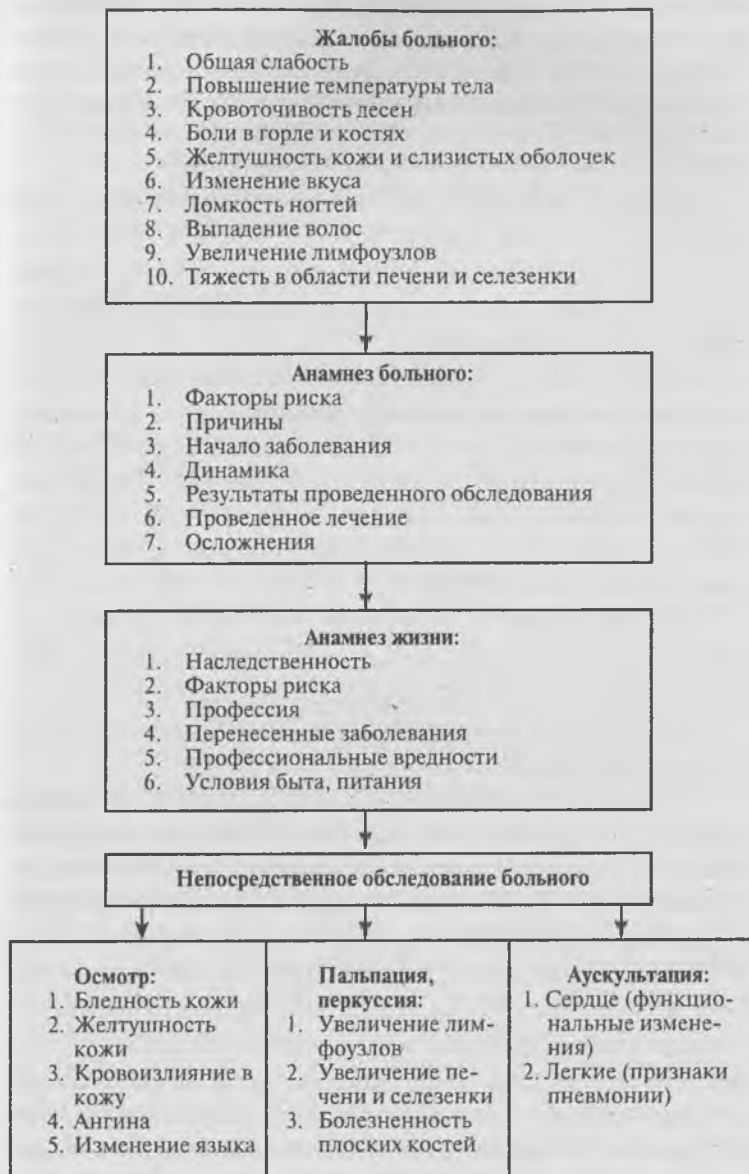 Жалобы больного:
1. Общая слабость
2. Повышение температуры тела
3. Кровоточивость десен
4. Боли в горле и костях
5. Желтушность кожи и слизистых оболочек
6. Изменение вкуса
7. Ломкость ногтей
8. Выпадение волос
9. Увеличение лимфоузлов
10. Тяжесть в области печени и селезенки
Анамнез больного:
1. Факторы риска
2. Причины
3. Начало заболевания
4. Динамика
5. Результаты проведенного обследования
6. Проведенное лечение
7. Осложнения
Анамнез жизни:
1. Наследственность
2. Факторы риска
3. Профессия
4. Перенесенные заболевания
5. Профессиональные вредности
6. Условия быта, питания
Непосредственное обследование больного
Осмотр:
1. Бледность кожи
2. Желтушность
кожи
3. Кровоизлияние в
кожу
4. Ангина
5. Изменение языка
Пальпация,
перкуссия:
1. Увеличение лим-
фоузлов
2. Увеличение пе-
чени и селезенки
3. Болезненность
плоских костей
Аускультация:
1. Сердце (функцио-
нальные измене-
ния)
2. Легкие (признаки
пневмонии)